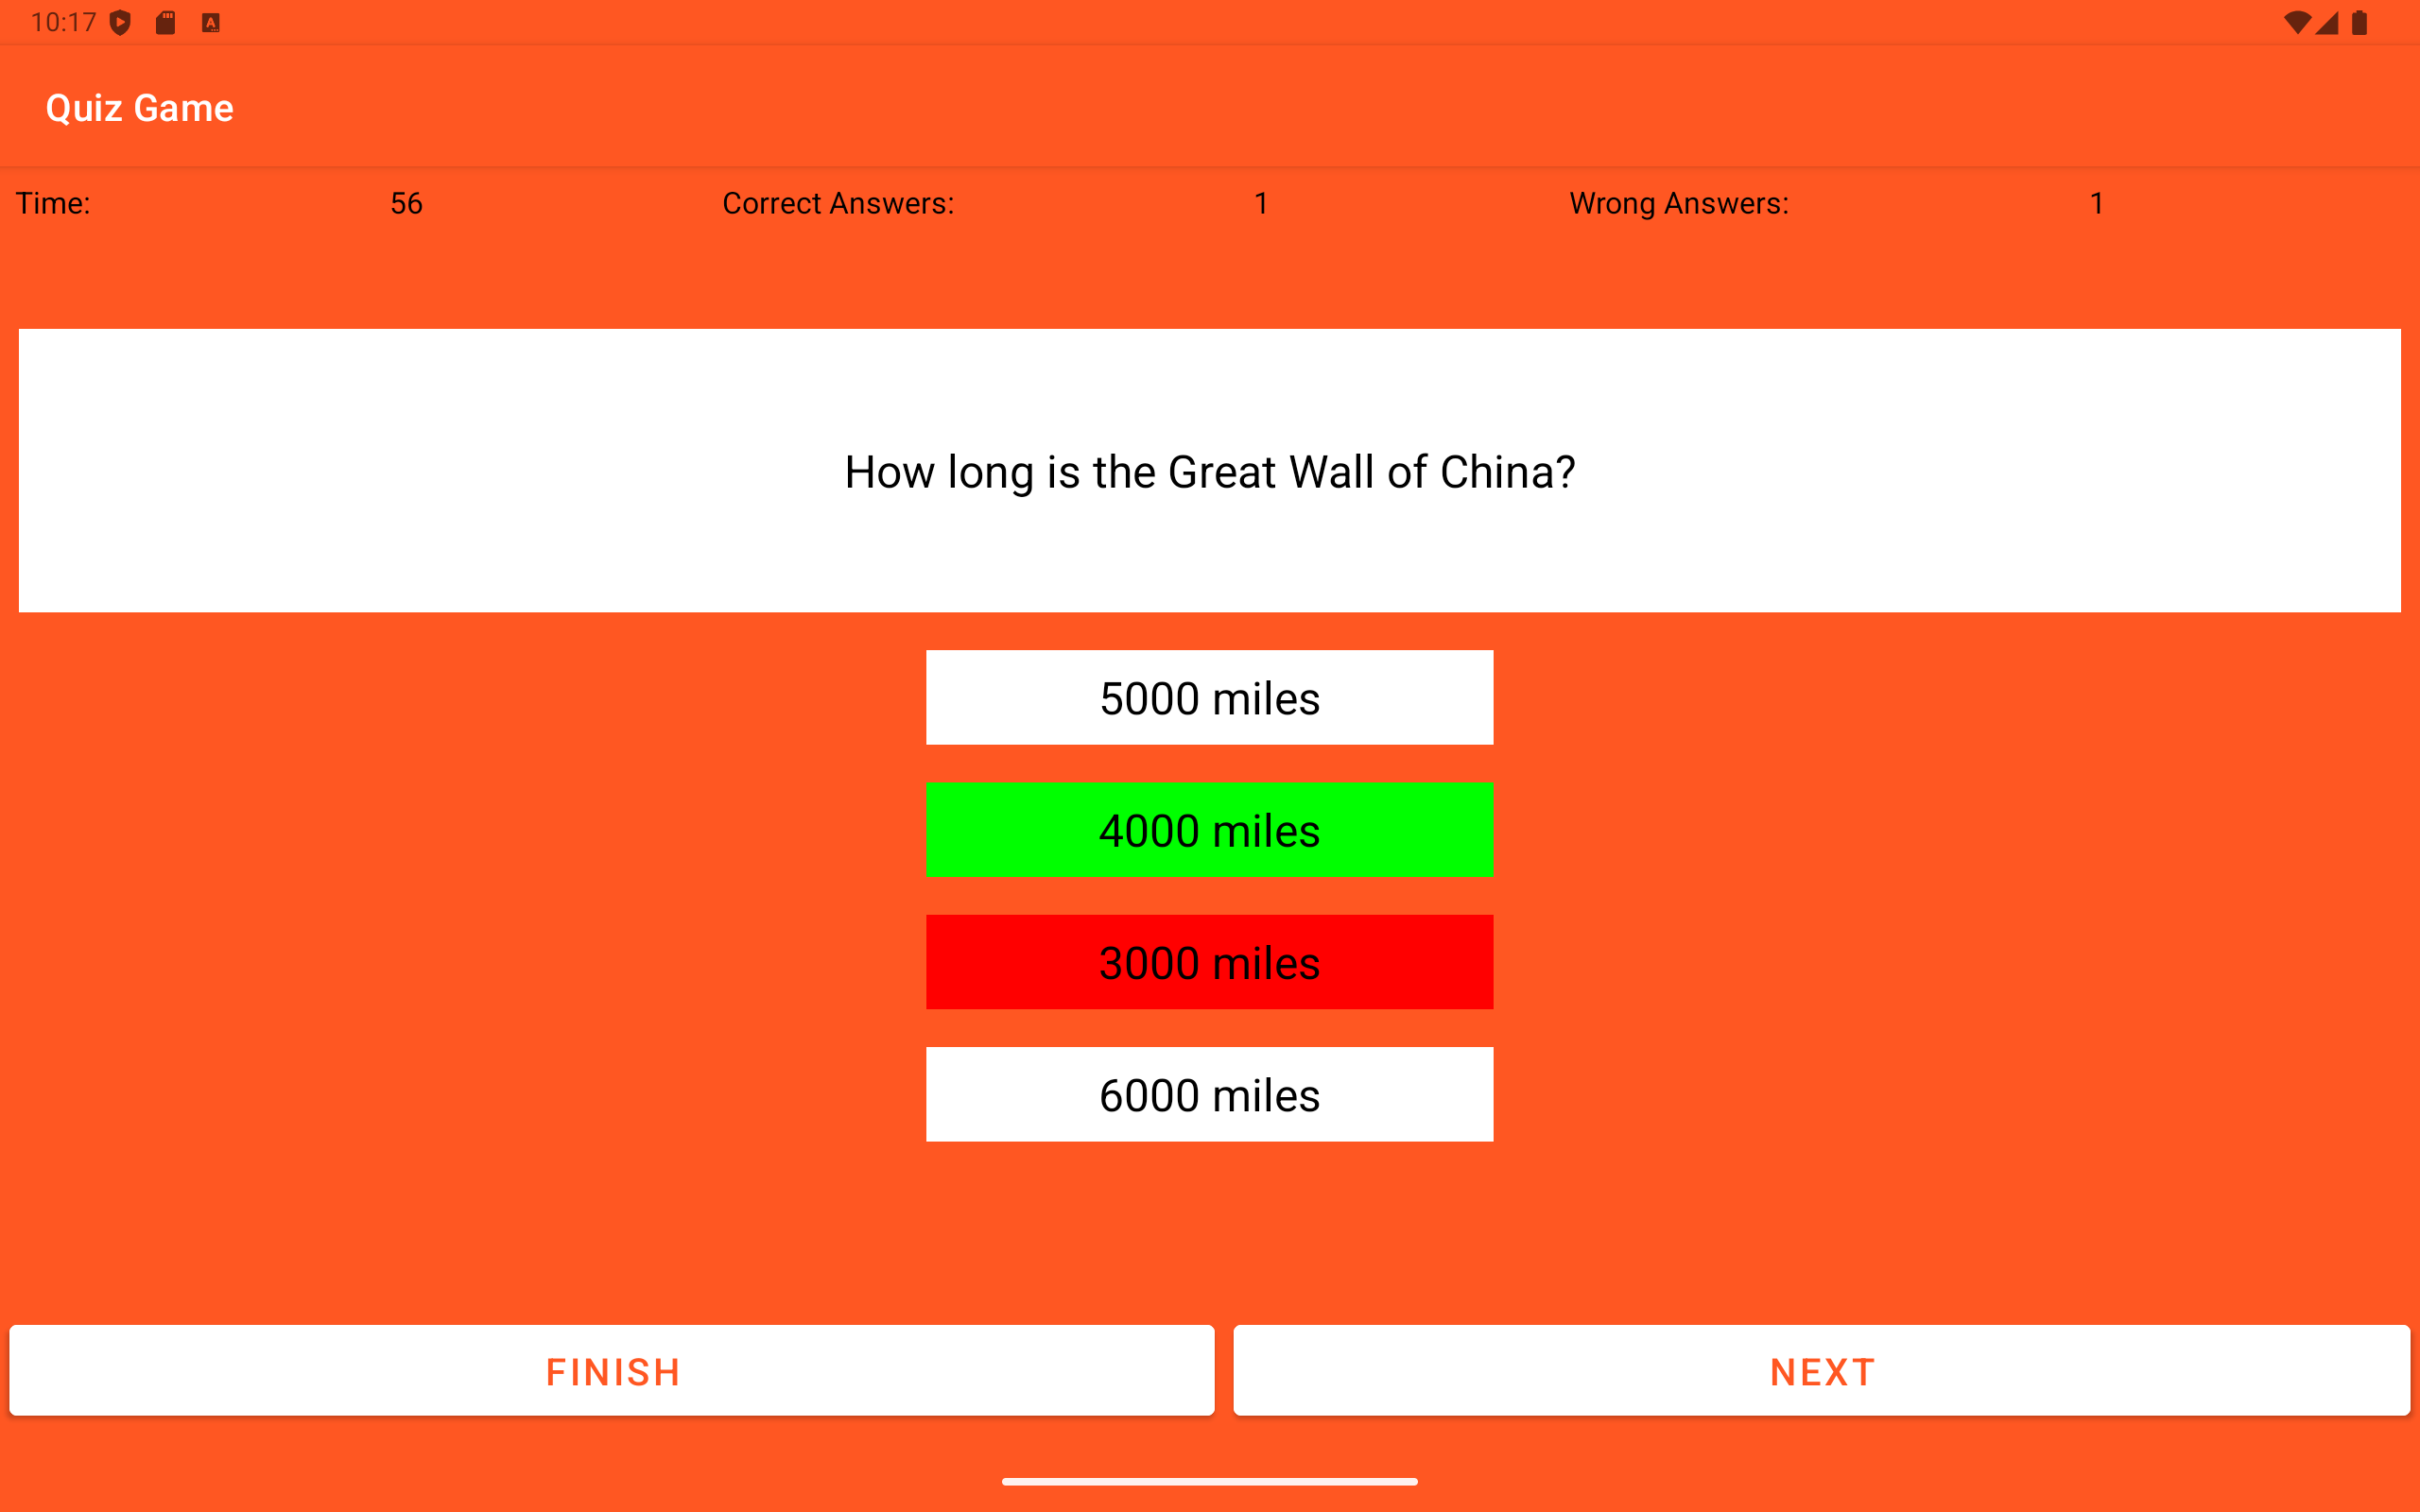 10:17
Quiz Game
Time: 56 Correct Answers: 1 Wrong Answers: 1
How long is the Great Wall of China?
5000 miles
4000 miles
3000 miles
6000 miles
FINISH NEXT